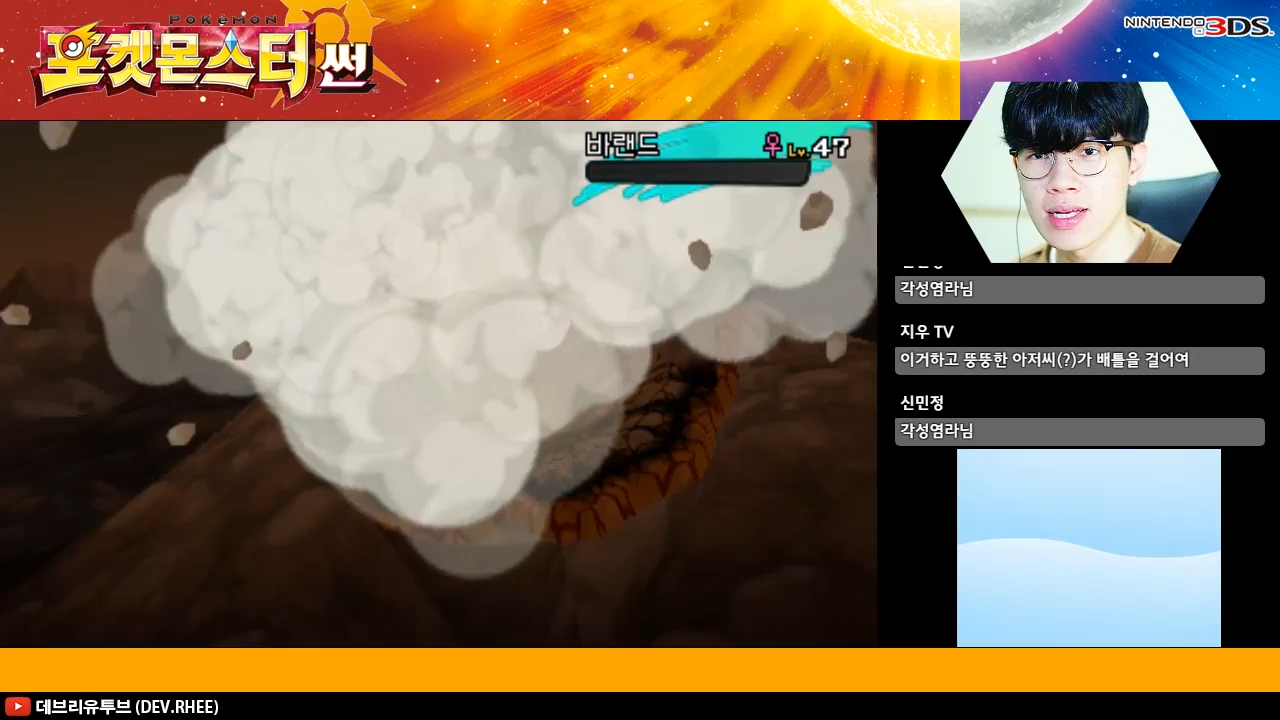 POKéMON
포켓몬스터 썬
NINTENDO 3DS
바랜드 ♀ Lv.47
각성염라님
지우 TV
이거하고 뚱뚱한 아저씨(?)가 배틀을 걸어여
신민정
각성염라님
데브리유투브 (DEV.RHEE)